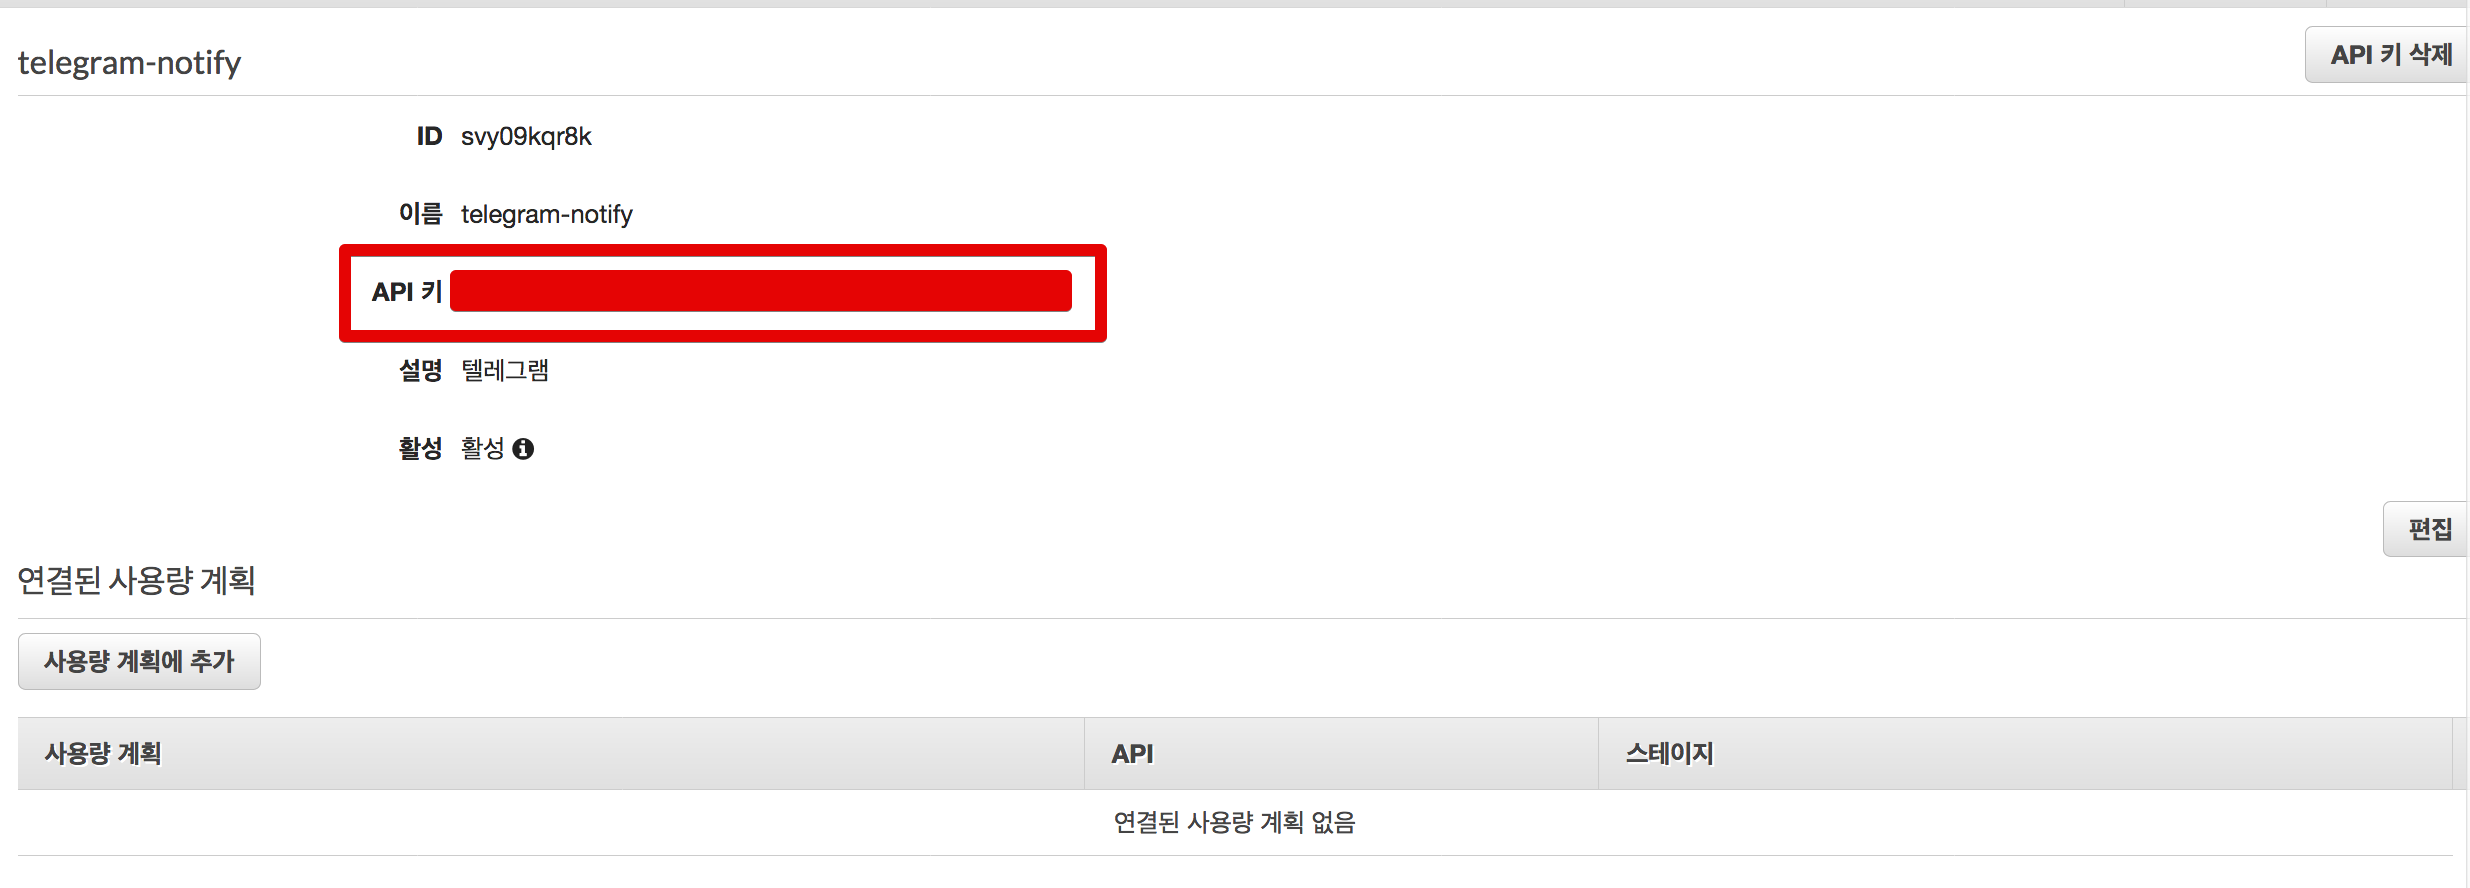 telegram-notify
API 키 삭제
ID svy09kqr8k
이름 telegram-notify
API 키
설명 텔레그램
활성 활성
편집
연결된 사용량 계획
사용량 계획에 추가
사용량 계획 API 스테이지
연결된 사용량 계획 없음